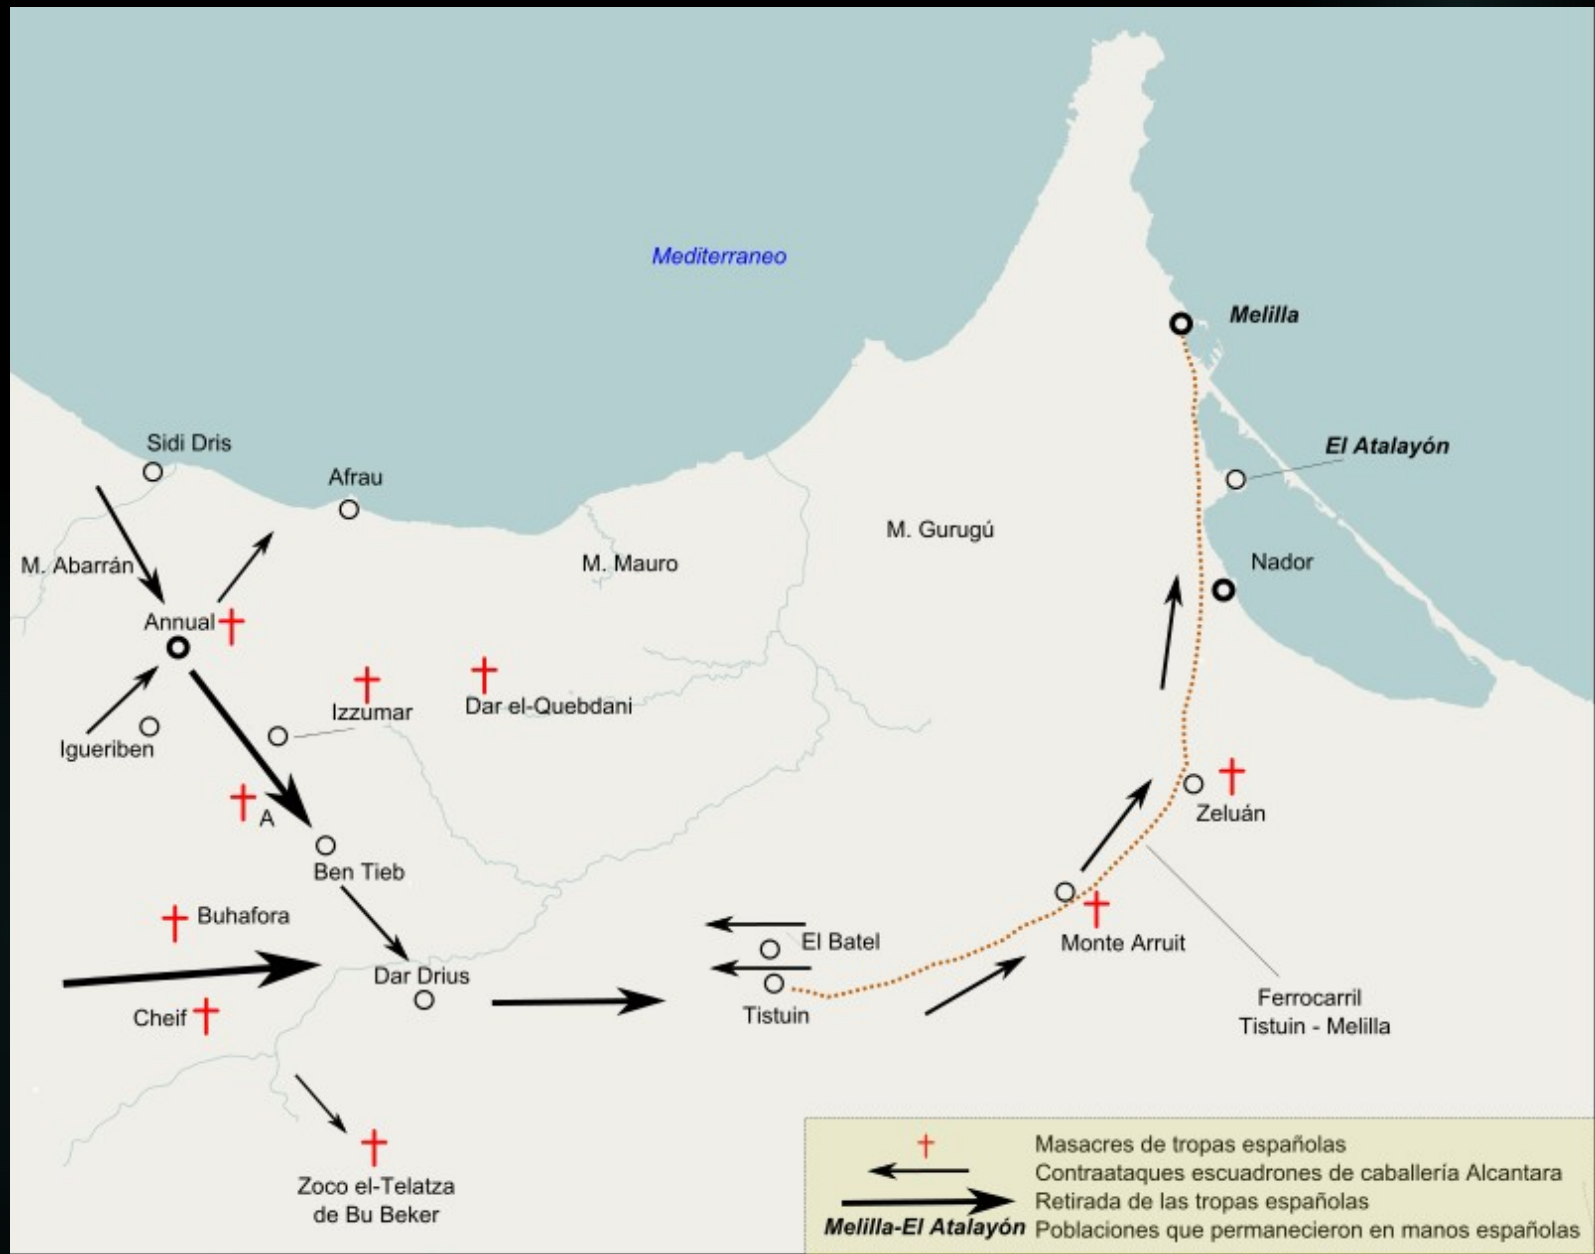 Mediterraneo
Melilla
El Atalayón
Sidi Dris
Afrau
M. Gurugú
M. Abarrán
M. Mauro
Nador
Annual
Izzumar
Dar el-Quebdani
Igueriben
A
Zeluán
Ben Tieb
Buhafora
El Batel
Monte Arruit
Dar Drius
Cheif
Tistuin
Ferrocarril
Tistuin - Melilla
Zoco el-Telatza
de Bu Beker
Masacres de tropas españolas
Contraataques escuadrones de caballería Alcantara
Retirada de las tropas españolas
Melilla-El Atalayón Poblaciones que permanecieron en manos españolas